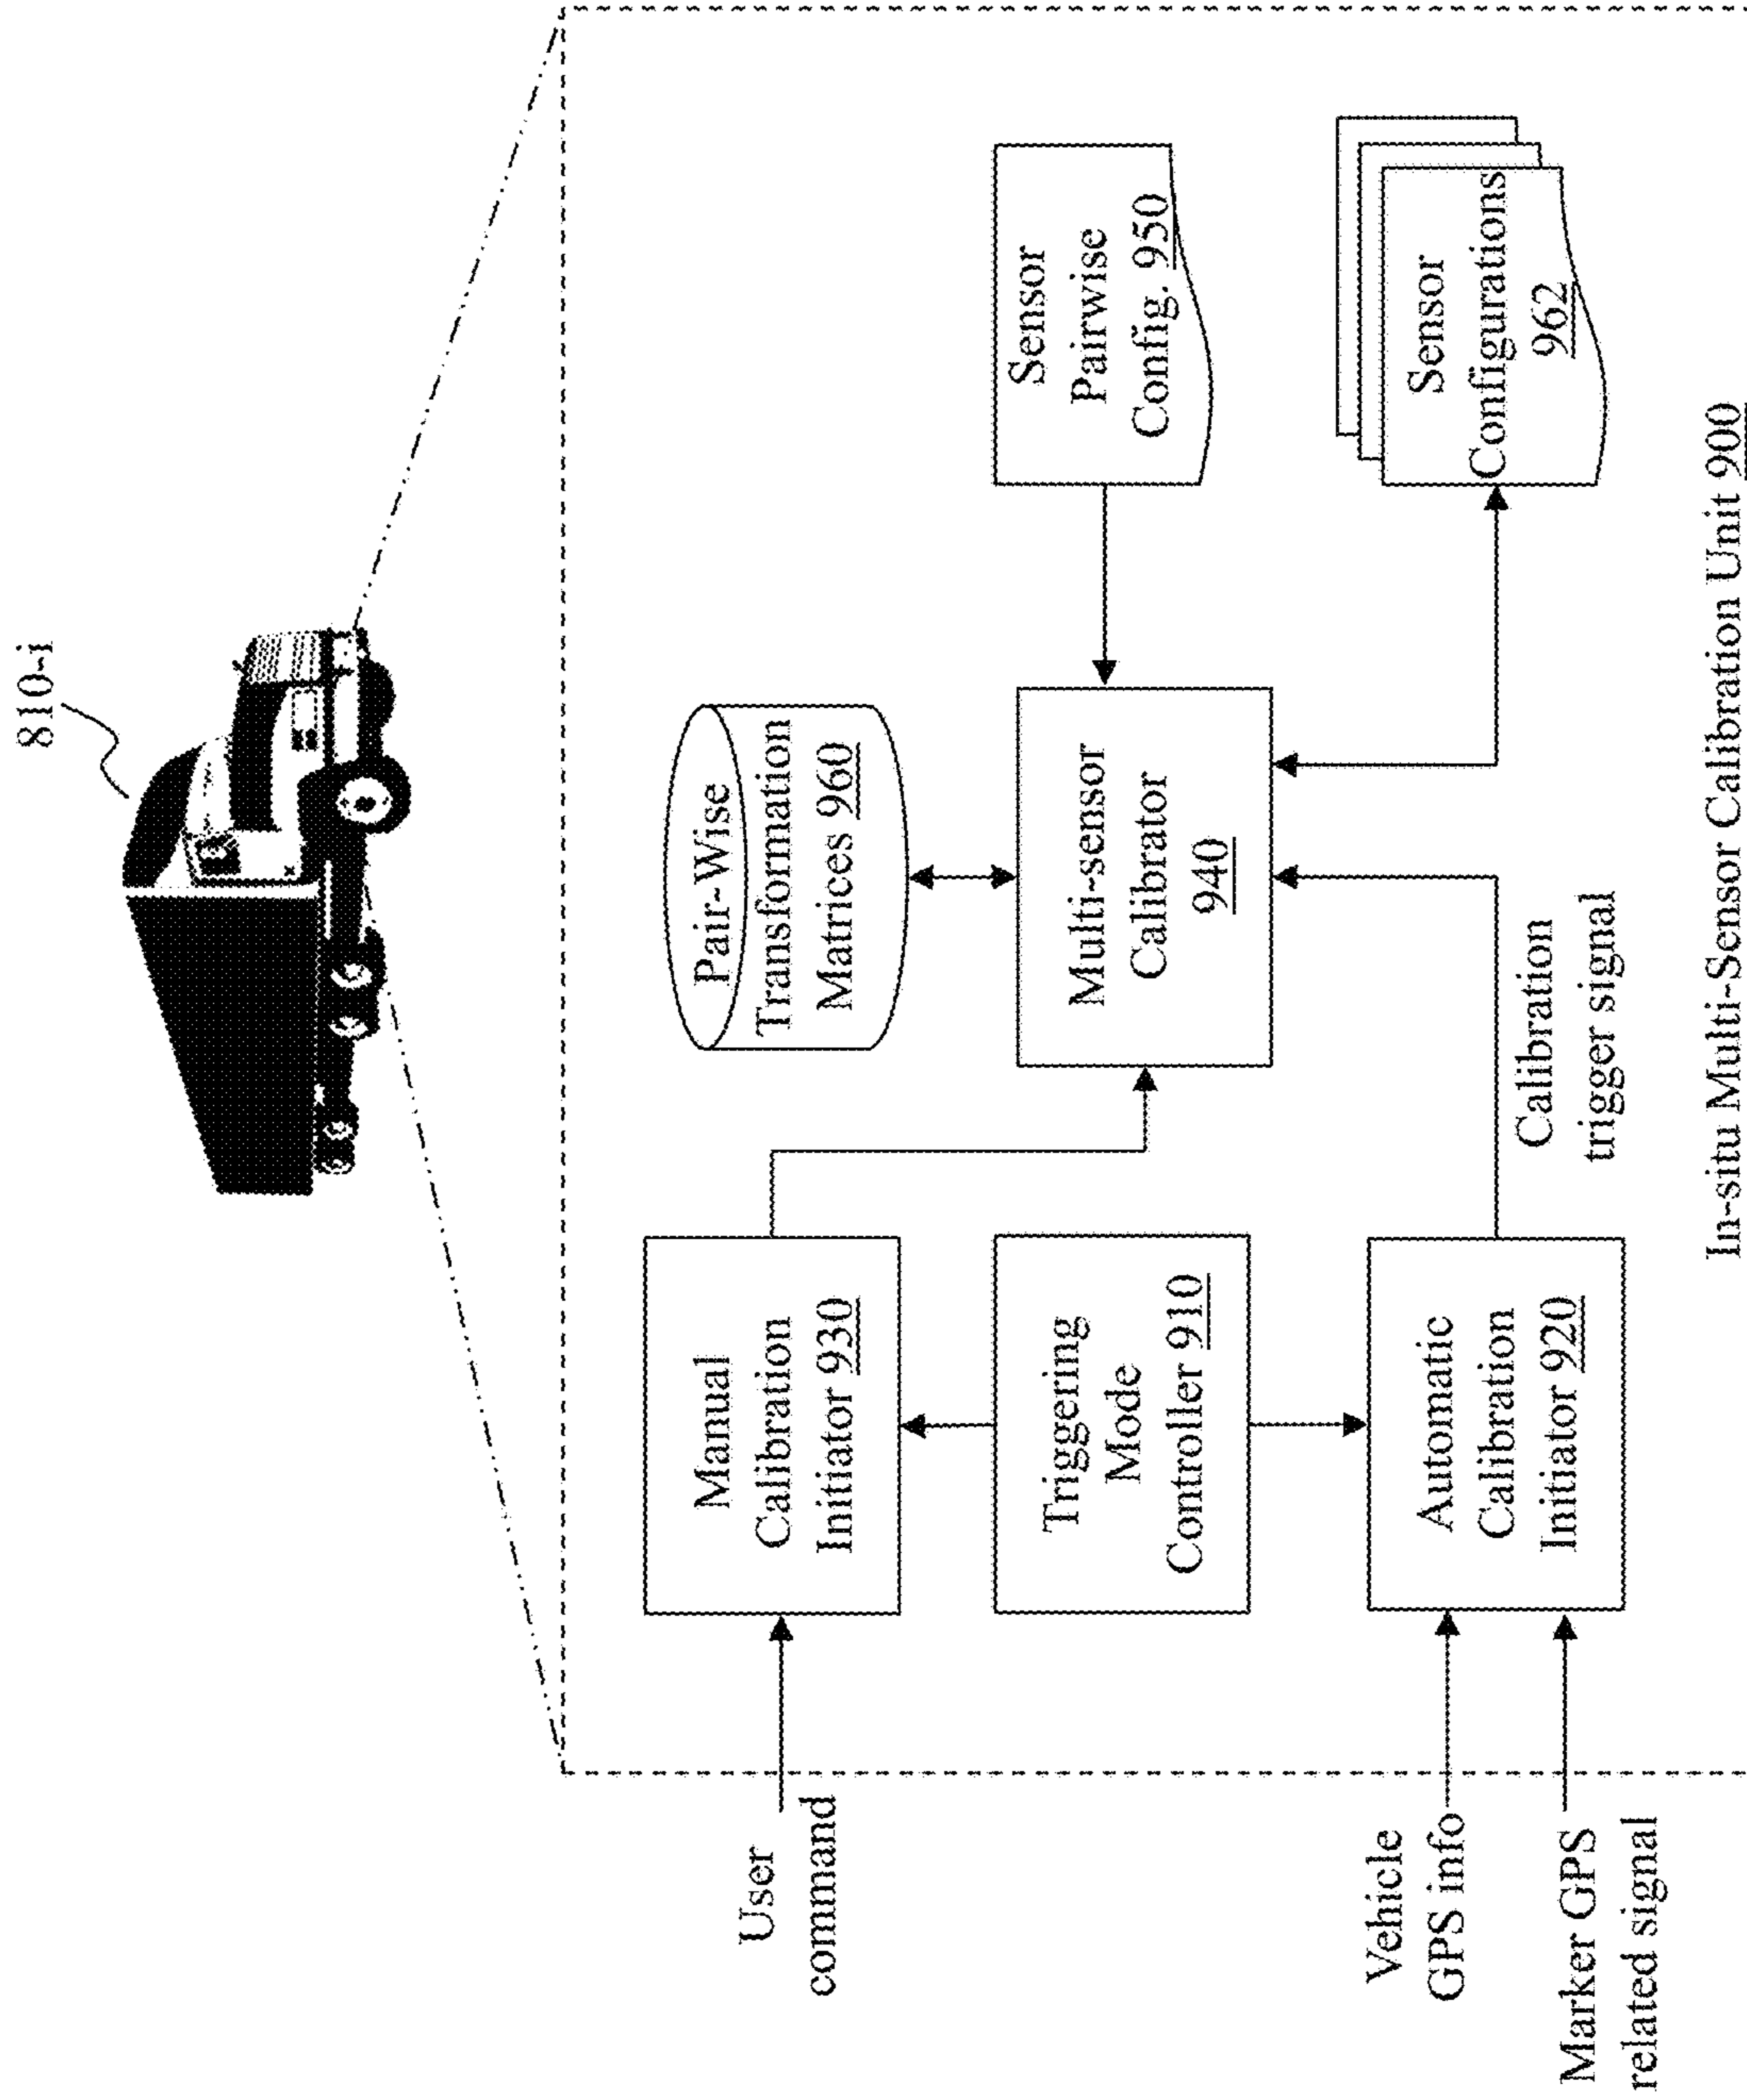 810-i
User
command
Manual
Calibration
Initiator 930
Pair-Wise
Transformation
Matrices 960
Triggering
Mode
Controller 910
Multi-sensor
Calibrator
940
Sensor
Pairwise
Config. 950
Vehicle
GPS info
Marker GPS
related signal
Automatic
Calibration
Initiator 920
Calibration
trigger signal
Sensor
Configurations
962
In-situ Multi-Sensor Calibration Unit 900